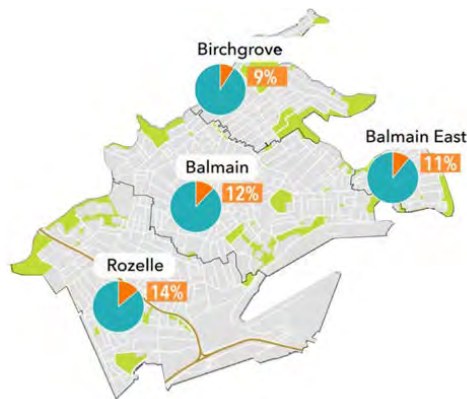 Birchgrove
9%
Balmain East
11%
Balmain
12%
Rozelle
14%